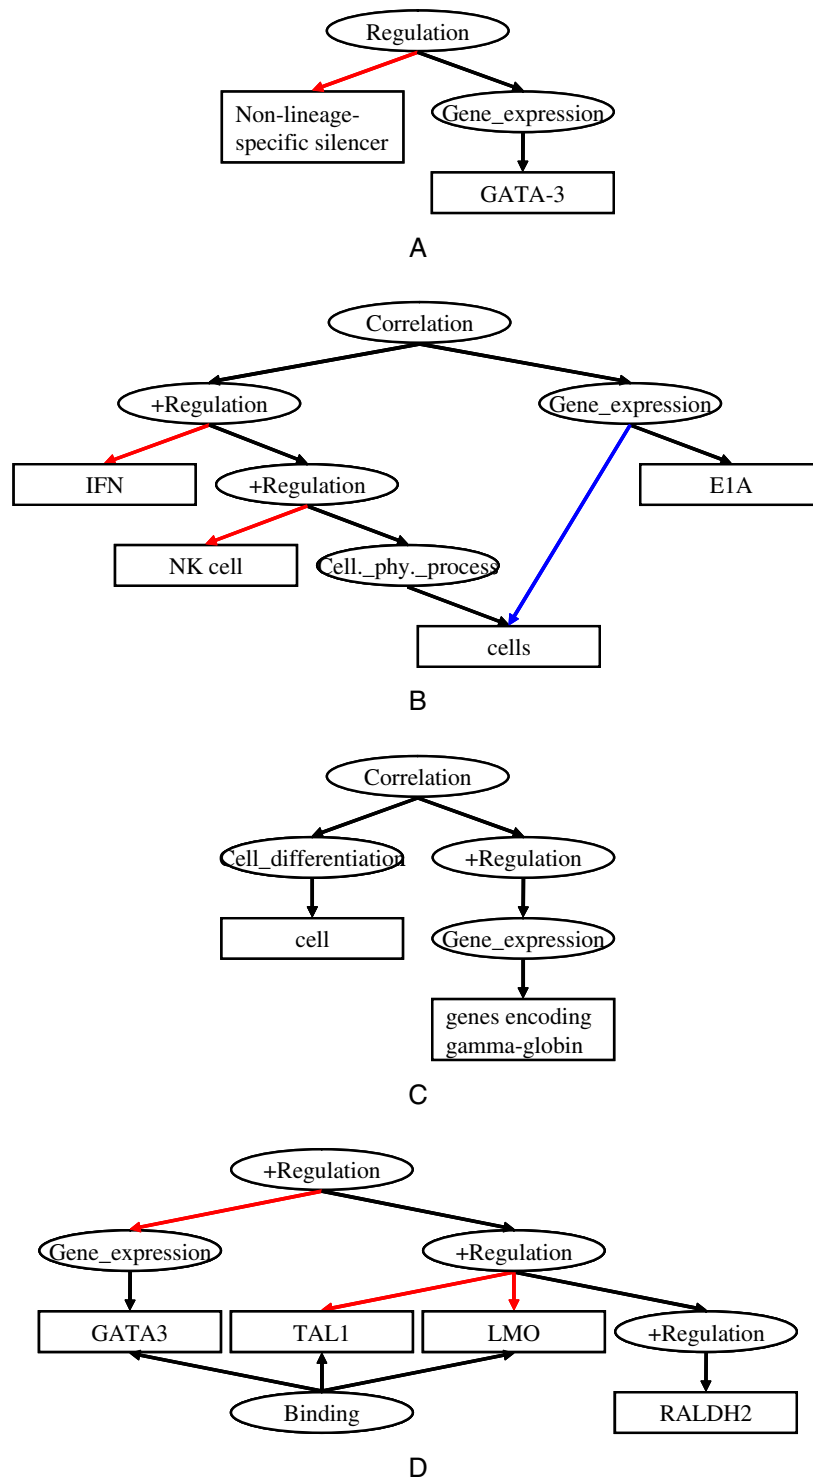 Regulation
Non-lineage-
specific silencer
Gene_expression
GATA-3
A
Correlation
+Regulation
Gene_expression
IFN
+Regulation
E1A
NK cell
Cell._phy._process
cells
B
Correlation
Cell_differentiation
+Regulation
cell
Gene_expression
genes encoding
gamma-globin
C
+Regulation
Gene_expression
+Regulation
GATA3
TAL1
LMO
+Regulation
Binding
RALDH2
D